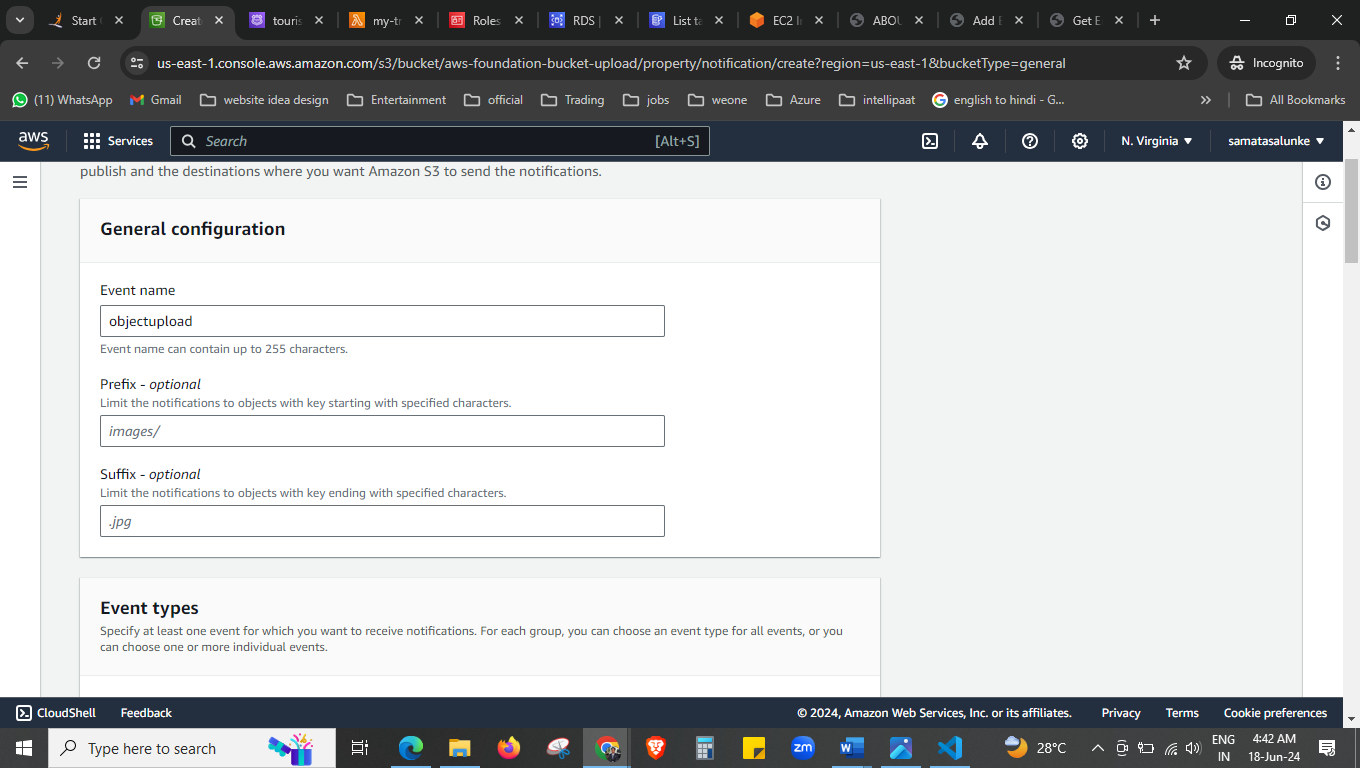 Start
Creat
touris
my-tr
Roles
RDS |
List ta
EC2 I
ABOU
Add E
Get E
us-east-1.console.aws.amazon.com/s3/bucket/aws-foundation-bucket-upload/property/notification/create?region=us-east-1&bucketType=general
Incognito
(11) WhatsApp
Gmail
website idea design
Entertainment
official
Trading
jobs
weone
Azure
intellipaat
english to hindi - G...
All Bookmarks
aws
Services
Search
[Alt+S]
N. Virginia
samatasalunke
publish and the destinations where you want Amazon S3 to send the notifications.
General configuration
Event name
objectupload
Event name can contain up to 255 characters.
Prefix - optional
Limit the notifications to objects with key starting with specified characters.
images/
Suffix - optional
Limit the notifications to objects with key ending with specified characters.
.jpg
Event types
Specify at least one event for which you want to receive notifications. For each group, you can choose an event type for all events, or you
can choose one or more individual events.
CloudShell
Feedback
© 2024, Amazon Web Services, Inc. or its affiliates.
Privacy
Terms
Cookie preferences
Type here to search
zm
28°C
ENG
IN
4:42 AM
18-Jun-24